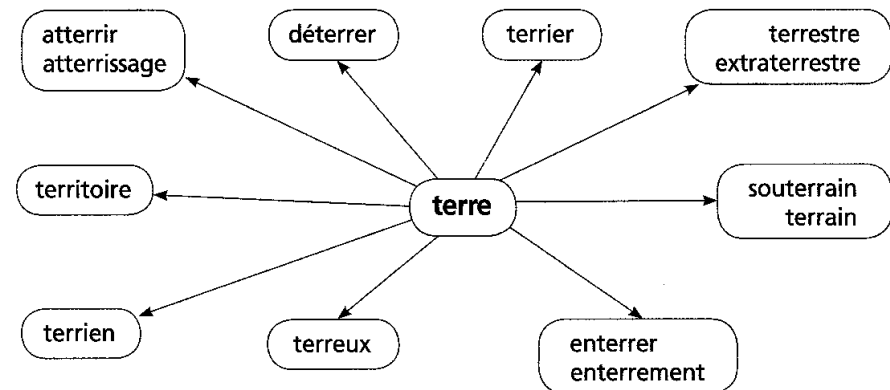 atterrir
atterrissage
déterrer
terrier
terrestre
extraterrestre
territoire
terre
souterrain
terrain
terrien
terreux
enterrer
enterrement